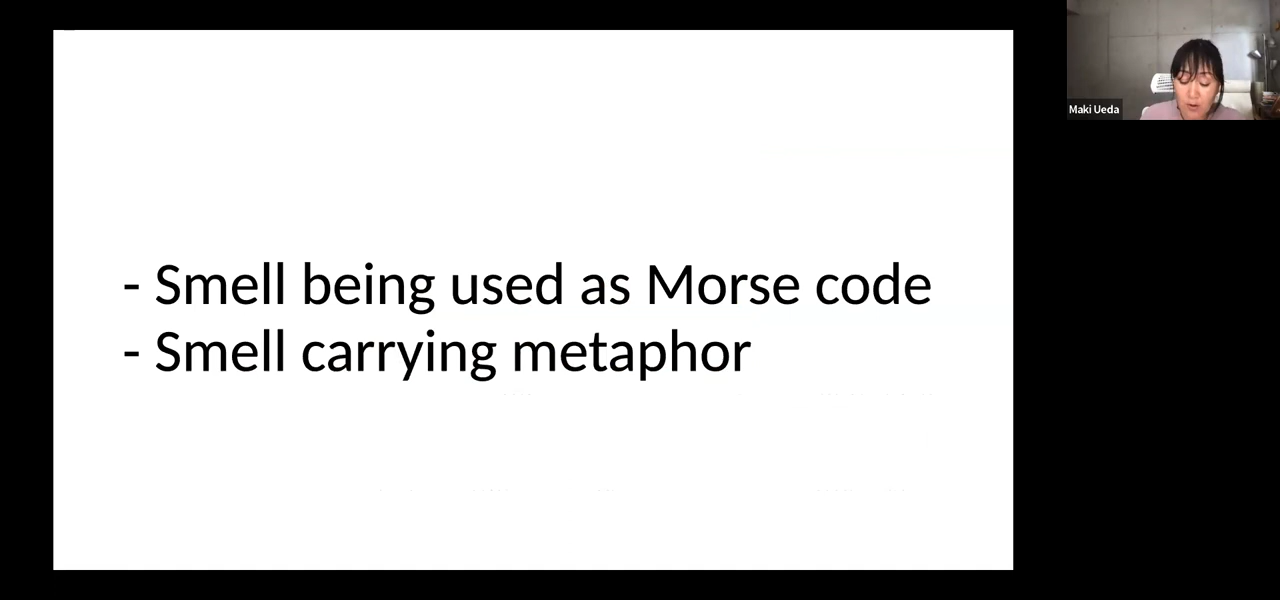 - Smell being used as Morse code
- Smell carrying metaphor
Maki Ueda